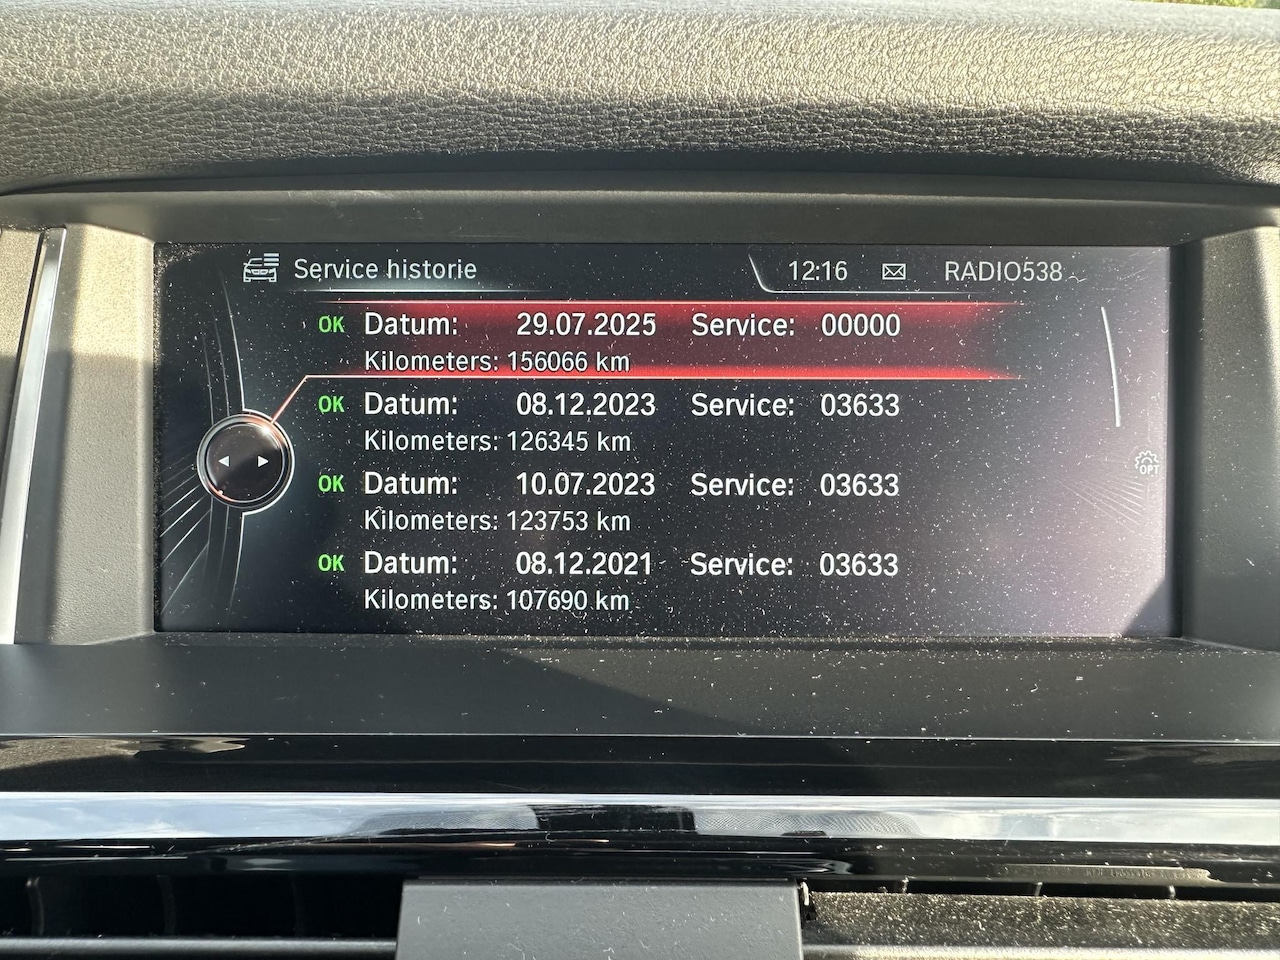 Service historie
12:16 RADIO538
OK Datum: 29.07.2025 Service: 00000
Kilometers: 156066 km
OK Datum: 08.12.2023 Service: 03633
Kilometers: 126345 km
OK Datum: 10.07.2023 Service: 03633
Kilometers: 123753 km
OK Datum: 08.12.2021 Service: 03633
Kilometers: 107690 km
OPT